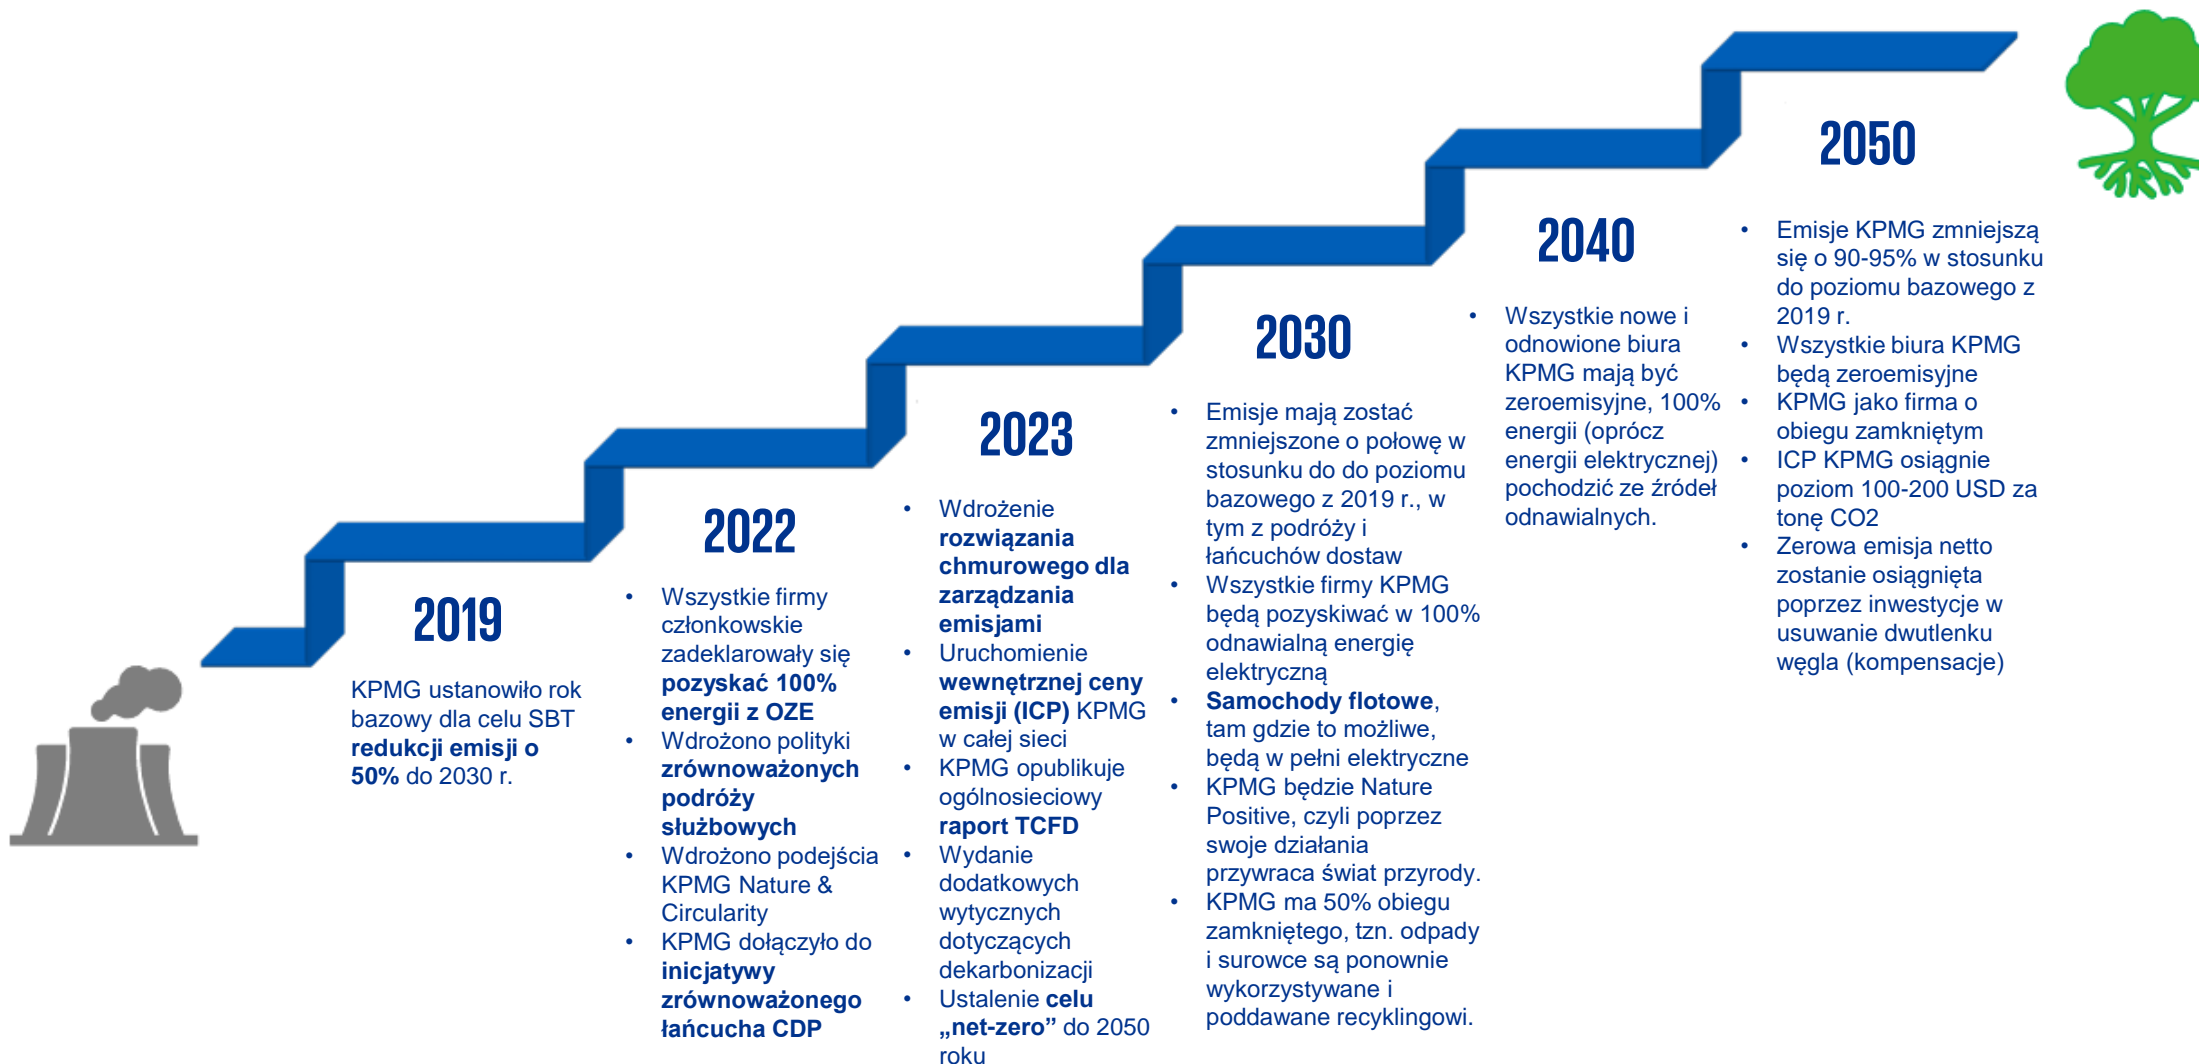 2019
KPMG ustanowiło rok
bazowy dla celu SBT
redukcji emisji o
50% do 2030 r.
2022
• Wszystkie firmy
członkowskie
zadeklarowały się
pozyskać 100%
energii z OZE
• Wdrożono polityki
zrównoważonych
podróży
służbowych
• Wdrożono podejścia
KPMG Nature &
Circularity
• KPMG dołączyło do
inicjatywy
zrównoważonego
łańcucha CDP
2023
• Wdrożenie
rozwiązania
chmurowego dla
zarządzania
emisjami
• Uruchomienie
wewnętrznej ceny
emisji (ICP) KPMG
w całej sieci
• KPMG opublikuje
ogólnosieciowy
raport TCFD
• Wydanie
dodatkowych
wytycznych
dotyczących
dekarbonizacji
• Ustalenie celu
„net-zero” do 2050
roku
2030
• Emisje mają zostać
zmniejszone o połowę w
stosunku do do poziomu
bazowego z 2019 r., w
tym z podróży i
łańcuchów dostaw
• Wszystkie firmy KPMG
będą pozyskiwać w 100%
odnawialną energię
elektryczną
• Samochody flotowe,
tam gdzie to możliwe,
będą w pełni elektryczne
• KPMG będzie Nature
Positive, czyli poprzez
swoje działania
przywraca świat przyrody.
• KPMG ma 50% obiegu
zamkniętego, tzn. odpady
i surowce są ponownie
wykorzystywane i
poddawane recyklingowi.
2040
• Wszystkie nowe i
odnowione biura
KPMG mają być
zeroemisyjne, 100%
energii (oprócz
energii elektrycznej)
pochodzić ze źródeł
odnawialnych.
2050
• Emisje KPMG zmniejszą
się o 90-95% w stosunku
do poziomu bazowego z
2019 r.
• Wszystkie biura KPMG
będą zeroemisyjne
• KPMG jako firma o
obiegu zamkniętym
• ICP KPMG osiągnie
poziom 100-200 USD za
tonę CO2
• Zerowa emisja netto
zostanie osiągnięta
poprzez inwestycje w
usuwanie dwutlenku
węgla (kompensacje)